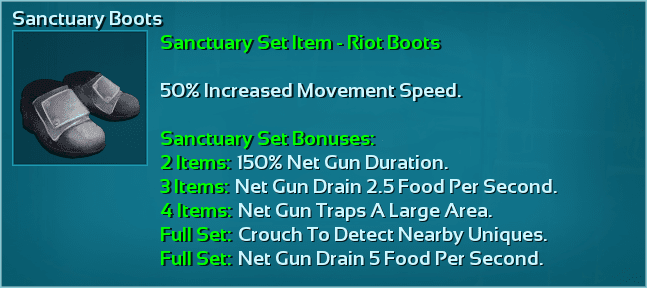 Sanctuary Boots
Sanctuary Set Item - Riot Boots
50% Increased Movement Speed.
Sanctuary Set Bonuses:
2 Items: 150% Net Gun Duration.
3 Items: Net Gun Drain 2.5 Food Per Second.
4 Items: Net Gun Traps A Large Area.
Full Set: Crouch To Detect Nearby Uniques.
Full Set: Net Gun Drain 5 Food Per Second.